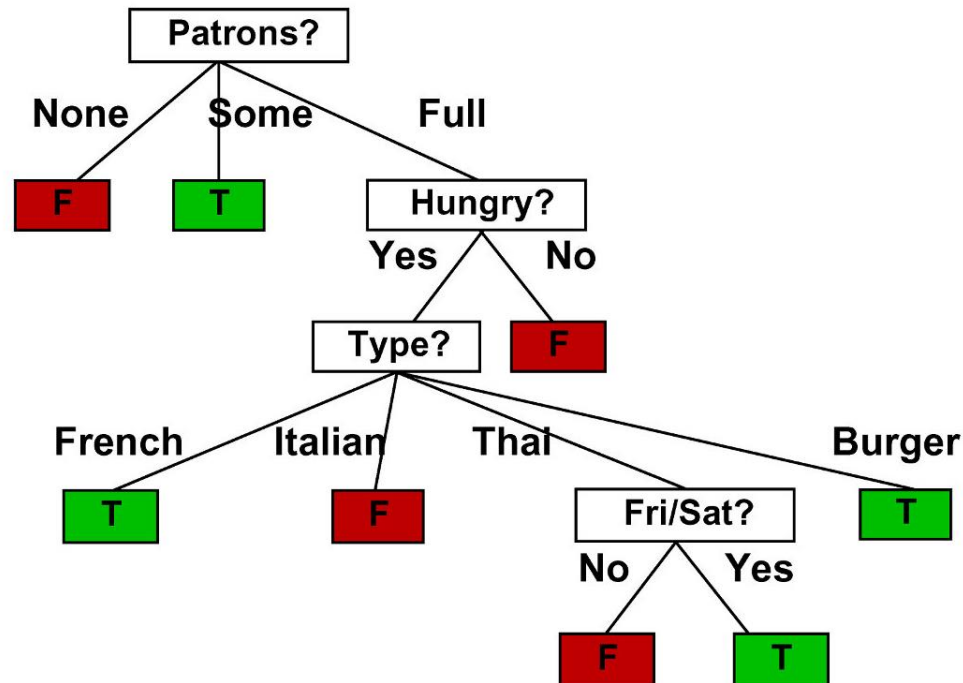 Patrons?
None Some Full
F T Hungry?
Yes No
Type? F
French Italian Thai Burger
T F Fri/Sat? T
No Yes
F T